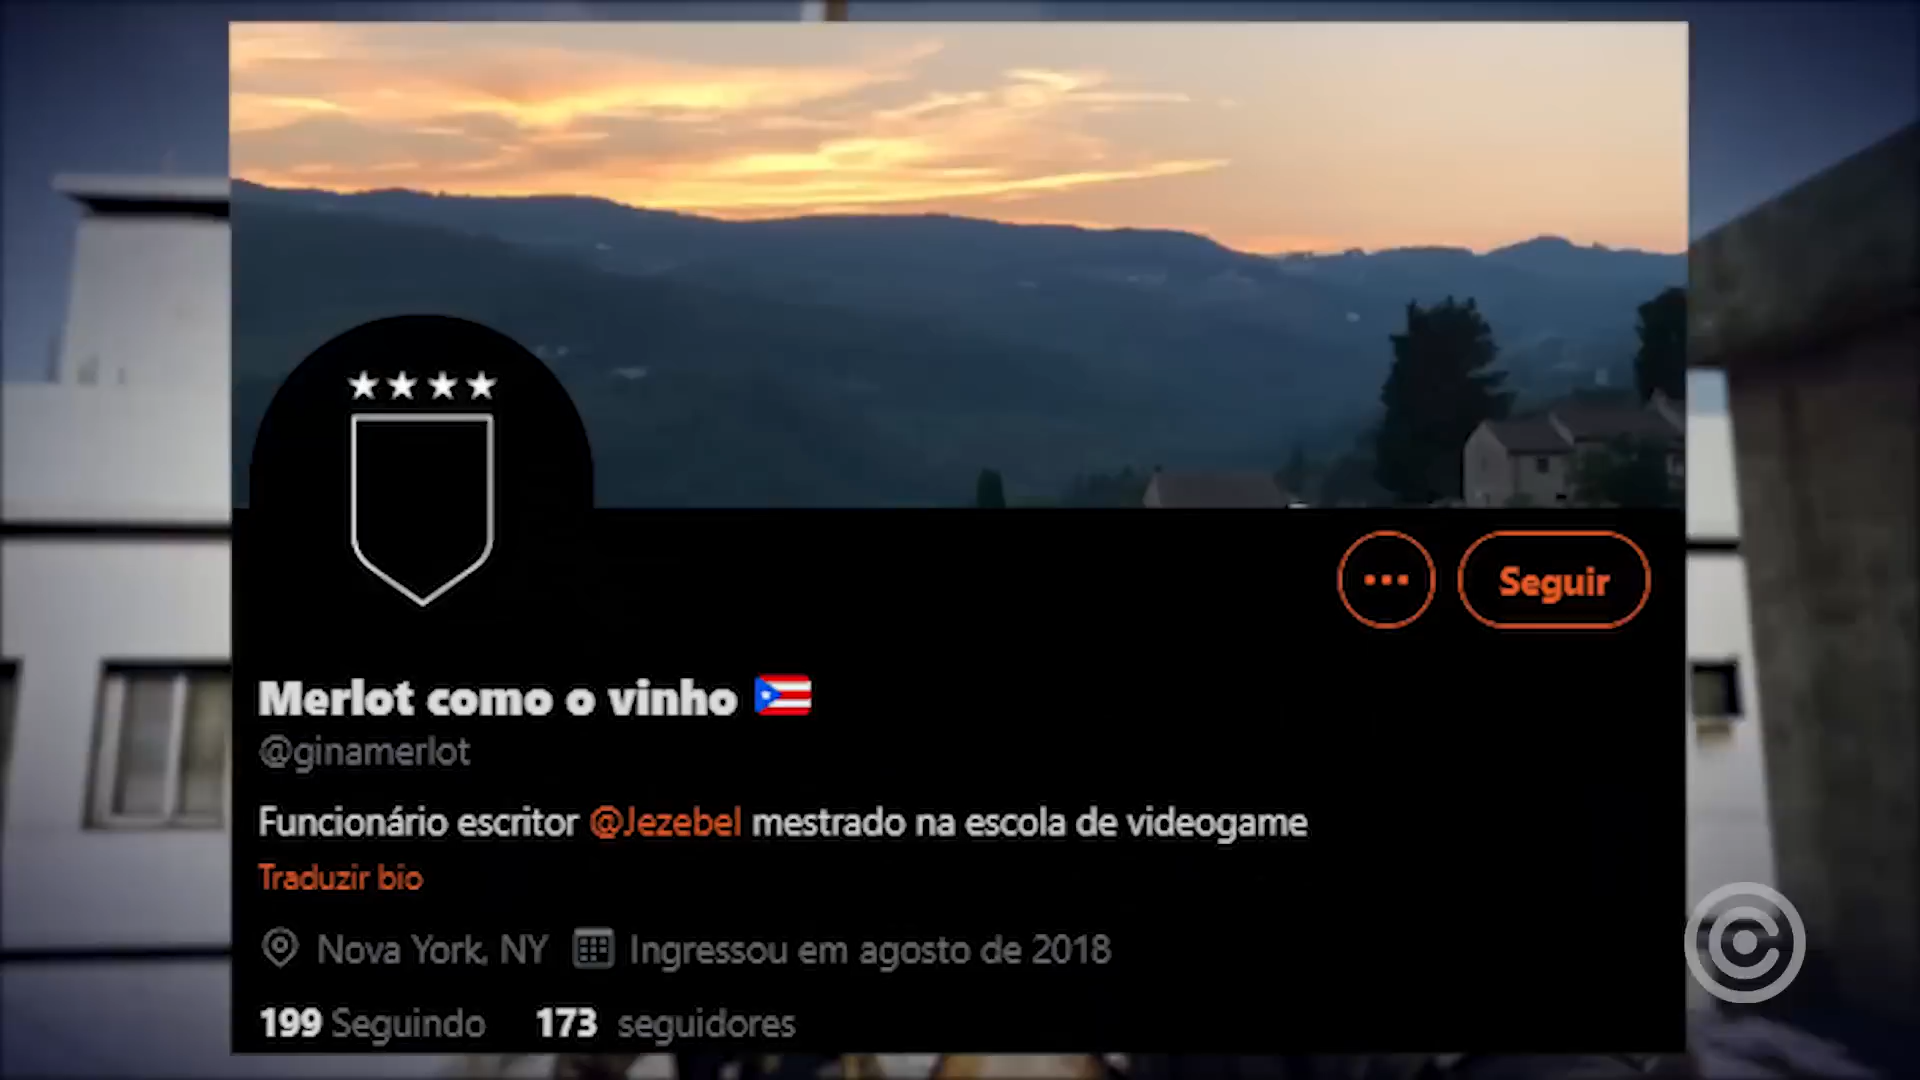 Seguir
Merlot como o vinho
@ginamerlot
Funcionário escritor @Jezebel mestrado na escola de videogame
Traduzir bio
Nova York, NY Ingressou em agosto de 2018
199 Seguindo 173 seguidores